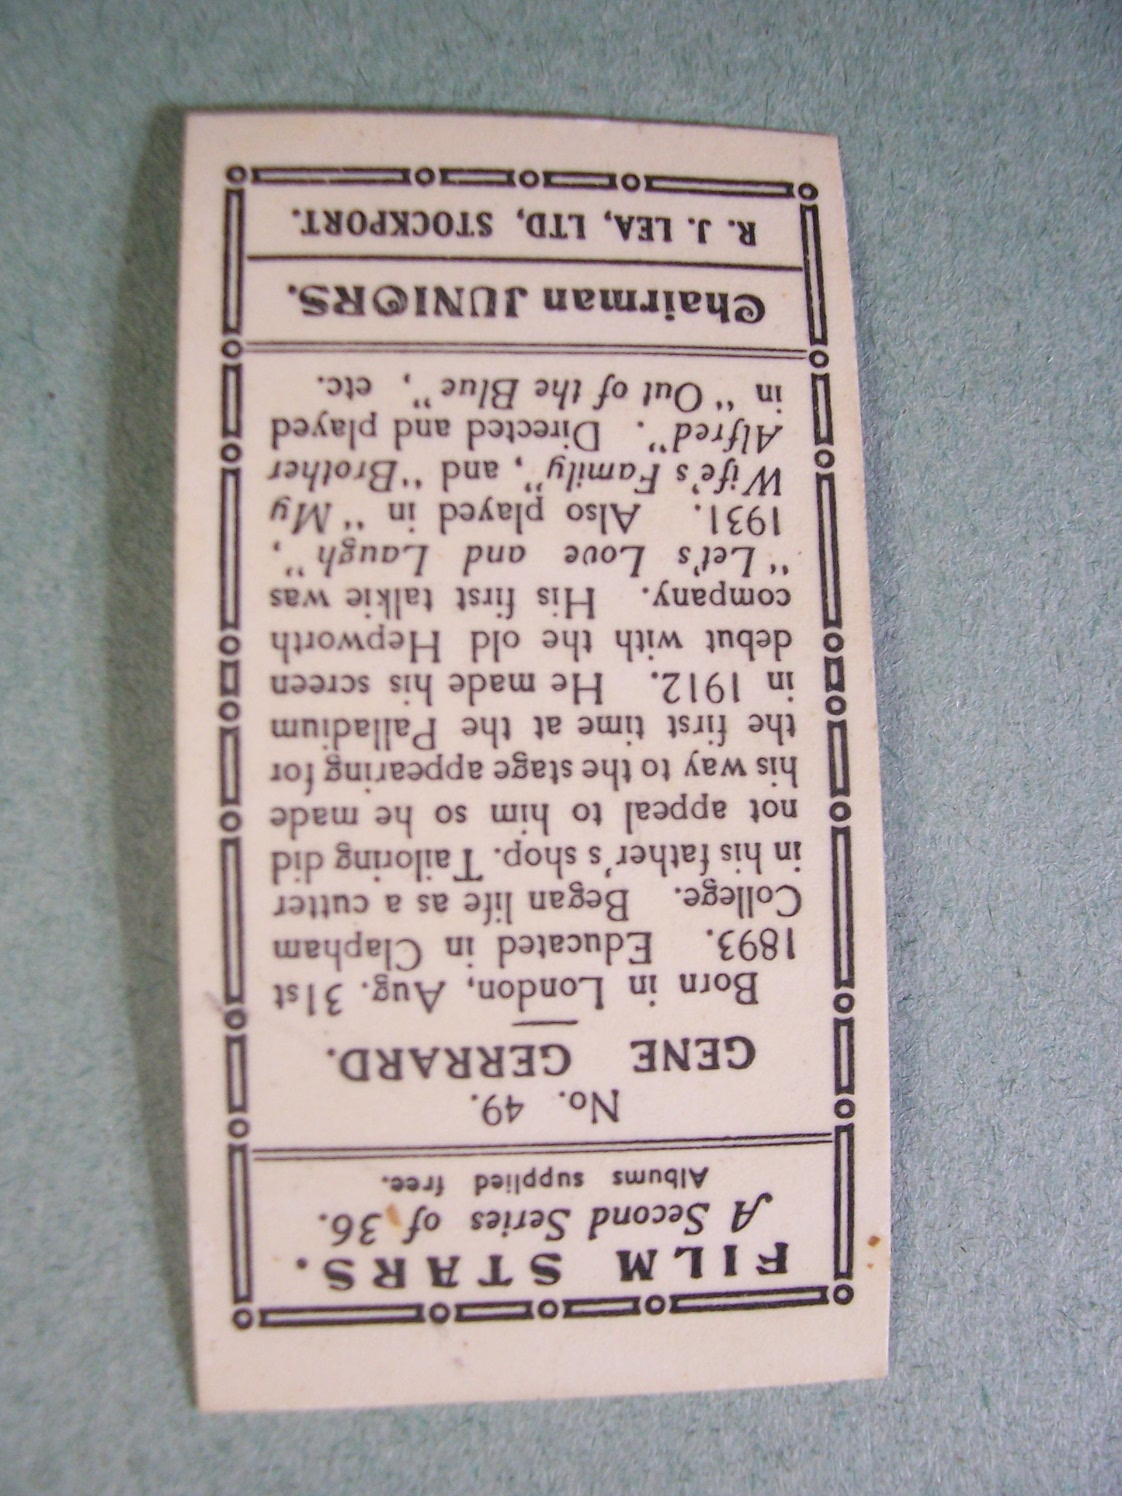 FILM STARS.
A Second Series of 36.
Albums supplied free.
No. 49.
GENE GERRARD.
Born in London, Aug. 31st
1893. Educated in Clapham
College. Began life as a cutter
in his father's shop. Tailoring did
not appeal to him so he made
his way to the stage appearing for
the first time at the Palladium
in 1912. He made his screen
debut with the old Hepworth
company. His first talkie was
"Let's Love and Laugh",
1931. Also played in "My
Wife's Family", and "Brother
Alfred". Directed and played
in "Out of the Blue", etc.
Chairman JUNIORS.
R. J. LEA, LTD, STOCKPORT.